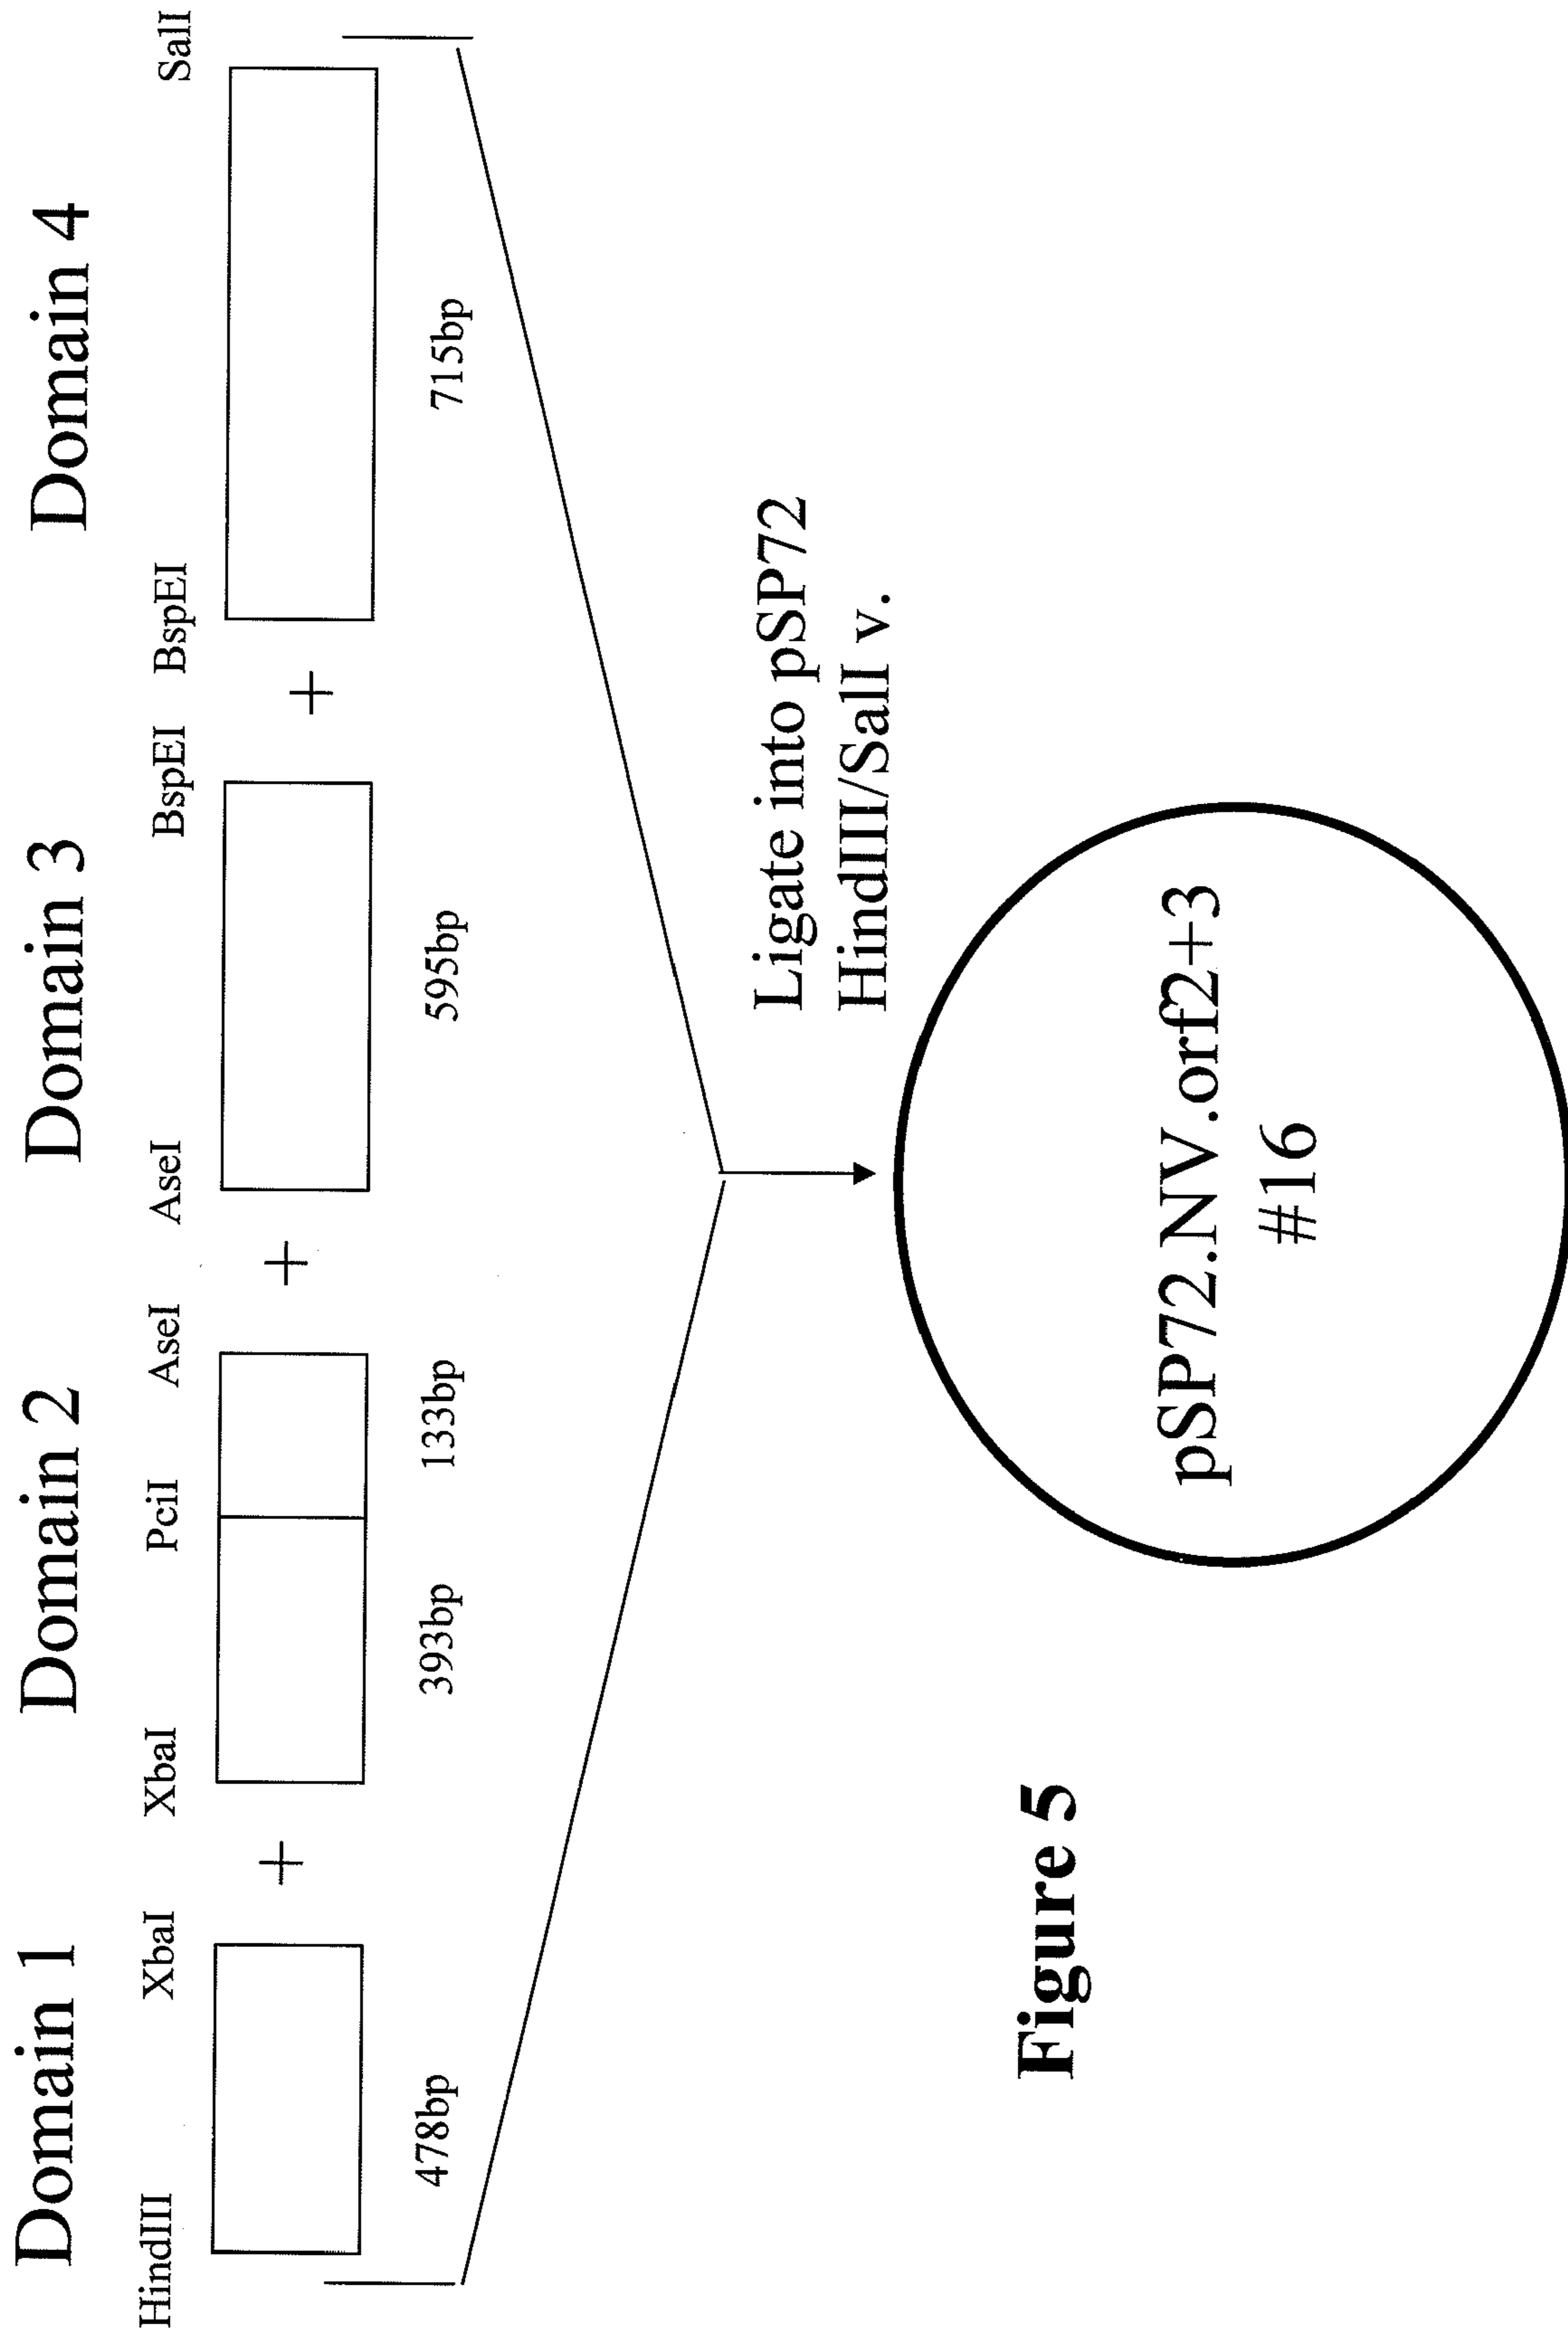 Domain 1
Domain 2
Domain 3
Domain 4
HindIII
XbaI
XbaI
PciI
AseI
AseI
BspEI
BspEI
SalI
+
+
+
478bp
393bp
133bp
595bp
715bp
Ligate into pSP72
HindIII/SalI v.
pSP72.NV.orf2+3
#16
Figure 5